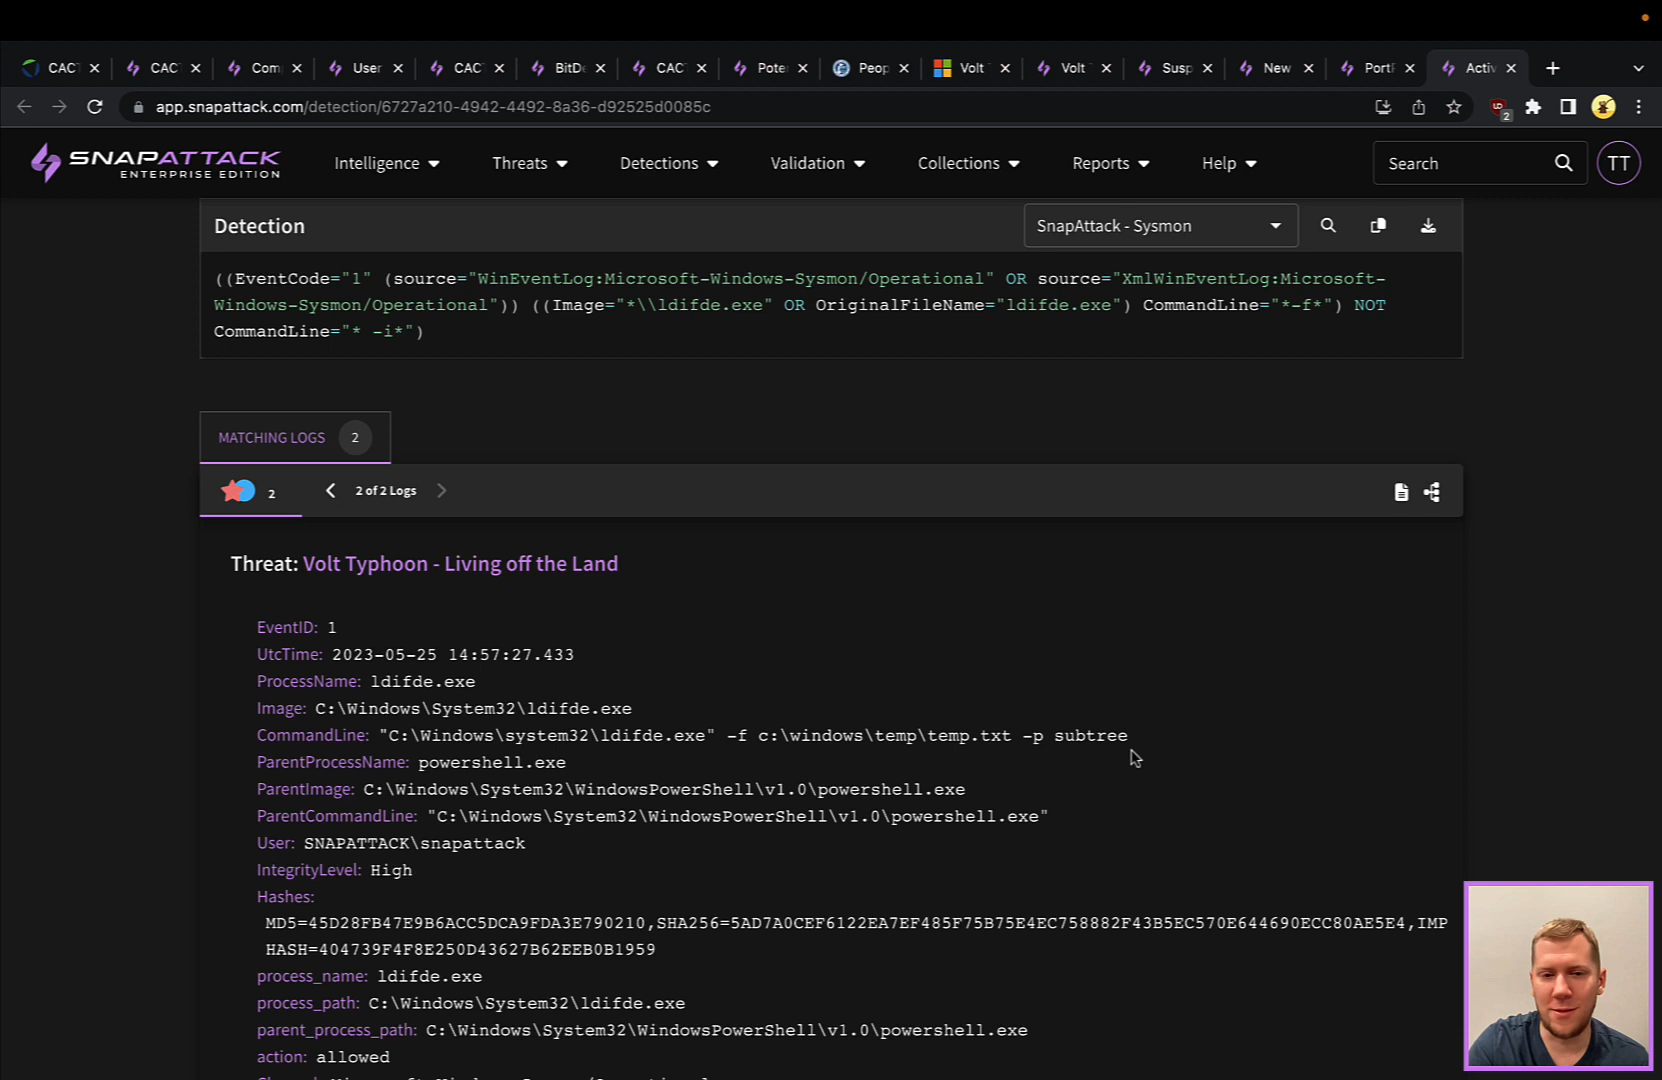 CAC
CAC
Com
User
CAC
BitD
CAC
Pote
Peop
Volt
Volt
Susp
New
PortF
Activ
app.snapattack.com/detection/6727a210-4942-4492-8a36-d92525d0085c
2
SNAPATTACK
ENTERPRISE EDITION
Intelligence
Threats
Detections
Validation
Collections
Reports
Help
Search
TT
Detection
SnapAttack - Sysmon
((EventCode="1" (source="WinEventLog:Microsoft-Windows-Sysmon/Operational" OR source="XmlWinEventLog:Microsoft-
Windows-Sysmon/Operational")) ((Image="*\\ldifde.exe" OR OriginalFileName="ldifde.exe") CommandLine="*-f*") NOT
CommandLine="* -i*")
MATCHING LOGS 2
2
2 of 2 Logs
Threat: Volt Typhoon - Living off the Land
EventID: 1
UtcTime: 2023-05-25 14:57:27.433
ProcessName: ldifde.exe
Image: C:\Windows\System32\ldifde.exe
CommandLine: "C:\Windows\system32\ldifde.exe" -f c:\windows\temp\temp.txt -p subtree
ParentProcessName: powershell.exe
ParentImage: C:\Windows\System32\WindowsPowerShell\v1.0\powershell.exe
ParentCommandLine: "C:\Windows\System32\WindowsPowerShell\v1.0\powershell.exe"
User: SNAPATTACK\snapattack
IntegrityLevel: High
Hashes:
MD5=45D28FB47E9B6ACC5DCA9FDA3E790210,SHA256=5AD7A0CEF6122EA7EF485F75B75E4EC758882F43B5EC570E644690ECC80AE5E4,IMP
HASH=404739F4F8E250D43627B62EEB0B1959
process_name: ldifde.exe
process_path: C:\Windows\System32\ldifde.exe
parent_process_path: C:\Windows\System32\WindowsPowerShell\v1.0\powershell.exe
action: allowed